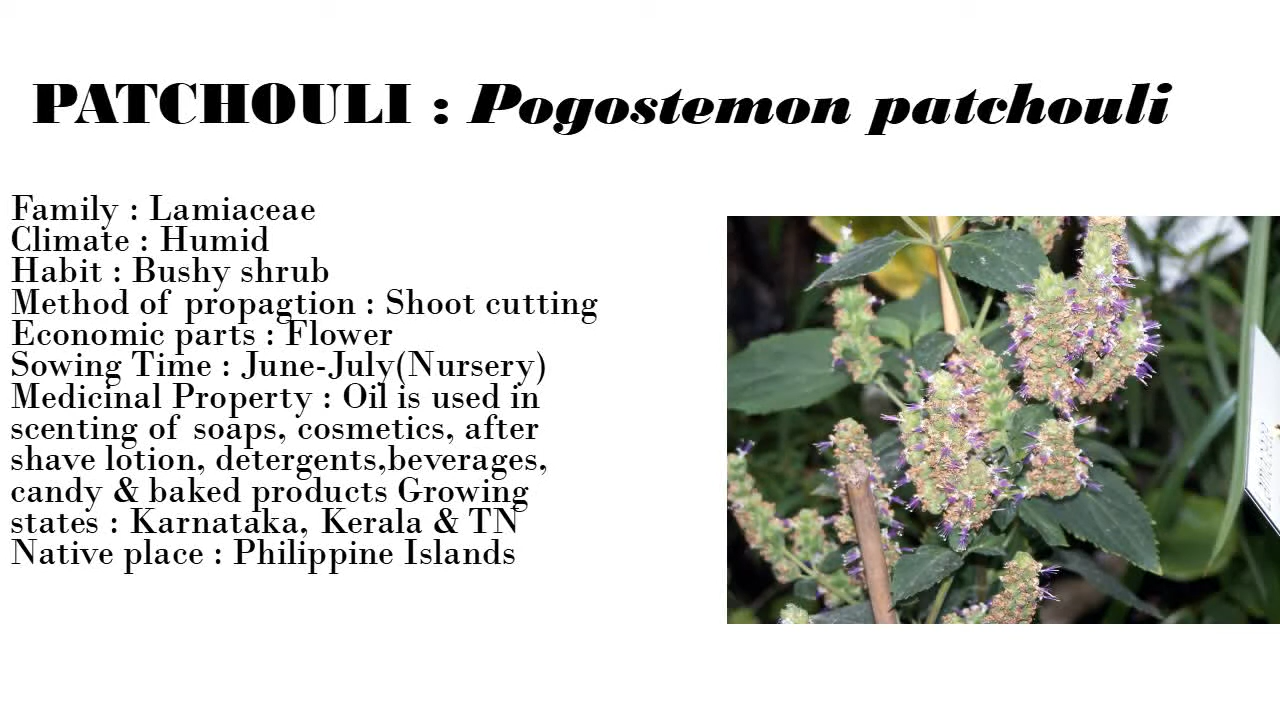 PATCHOULI : Pogostemon patchouli
Family : Lamiaceae
Climate : Humid
Habit : Bushy shrub
Method of propagtion : Shoot cutting
Economic parts : Flower
Sowing Time : June-July(Nursery)
Medicinal Property : Oil is used in
scenting of soaps, cosmetics, after
shave lotion, detergents,beverages,
candy & baked products Growing
states : Karnataka, Kerala & TN
Native place : Philippine Islands